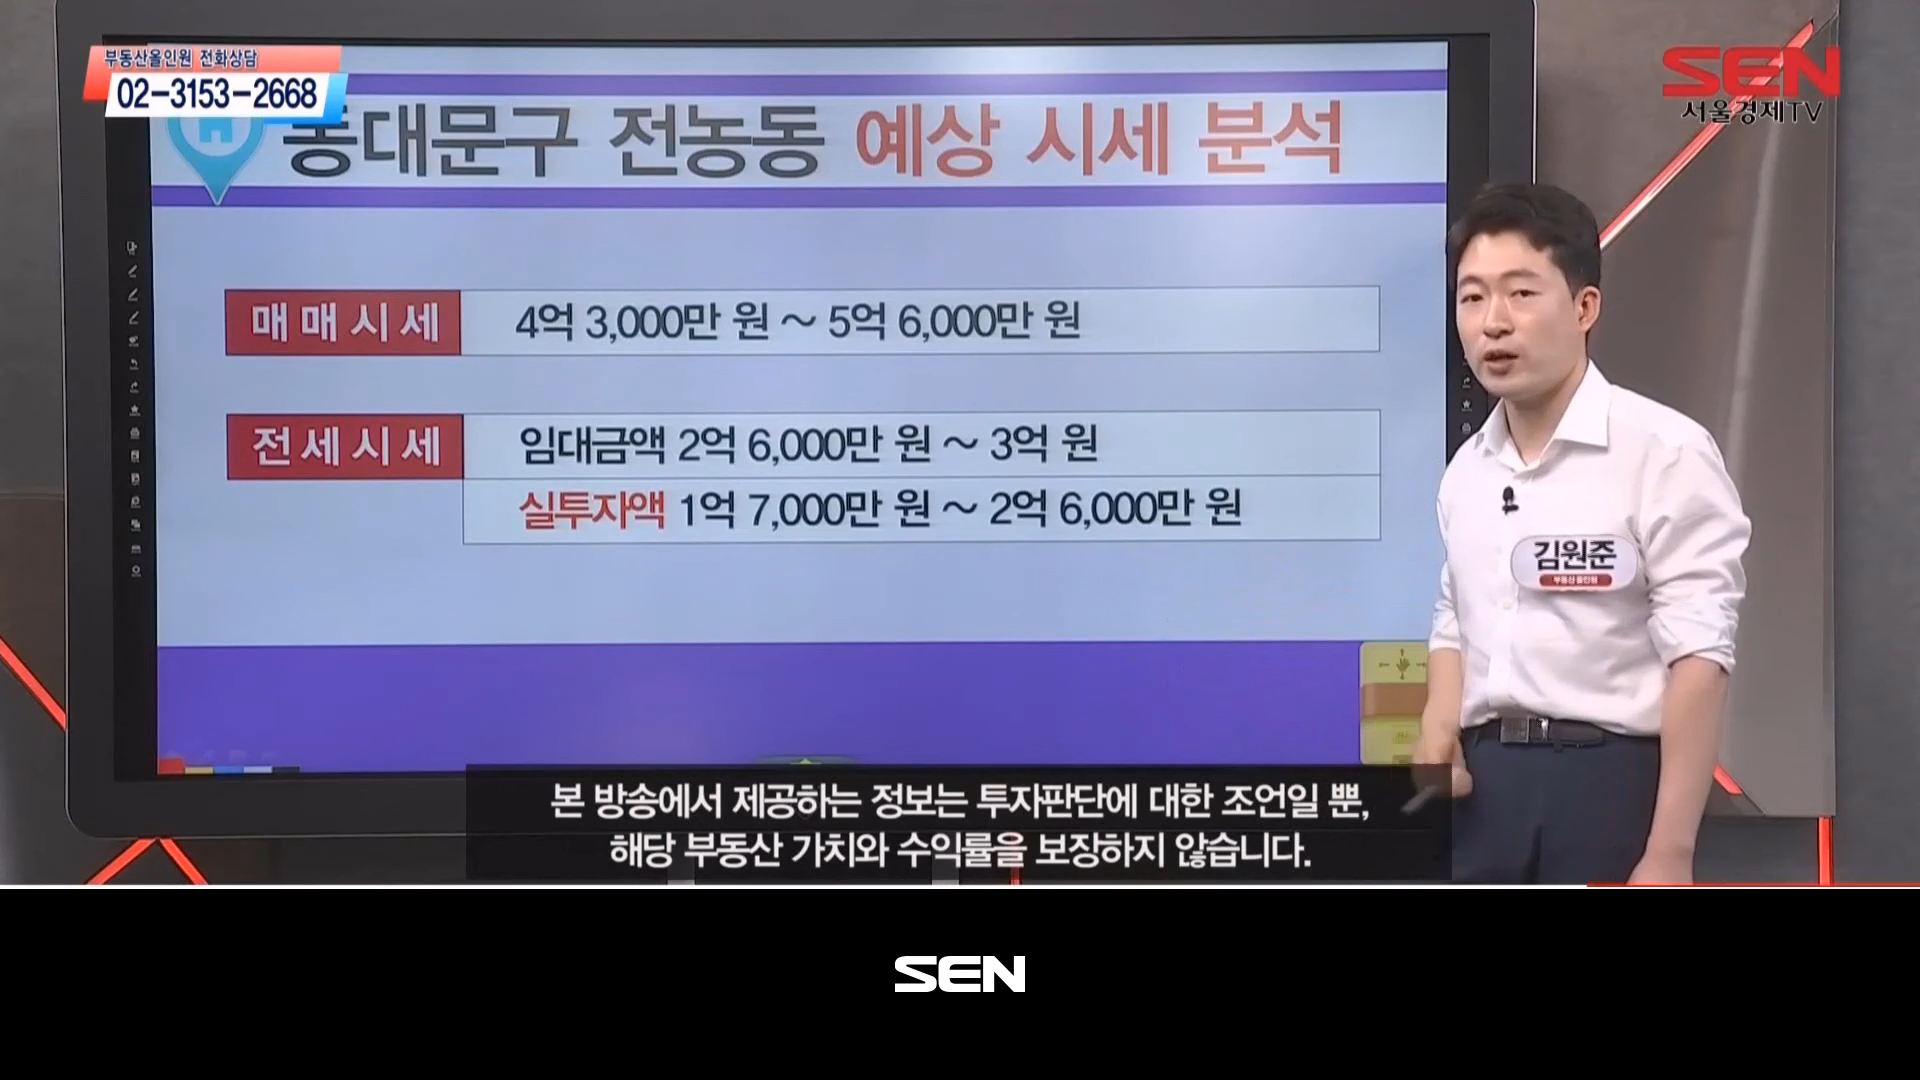 부동산올인원 전화상담
02-3153-2668
SEN
서울경제TV
동대문구 전농동 예상 시세 분석
매매시세
4억 3,000만 원 ~ 5억 6,000만 원
전세시세
임대금액 2억 6,000만 원 ~ 3억 원
실투자액 1억 7,000만 원 ~ 2억 6,000만 원
김원준
부동산 올인원
본 방송에서 제공하는 정보는 투자판단에 대한 조언일 뿐,
해당 부동산 가치와 수익률을 보장하지 않습니다.
SEN